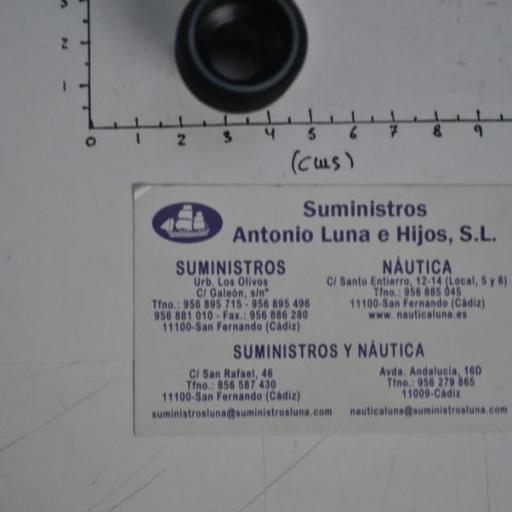 3
2
1
0 1 2 3 4 5 6 7 8 9
(cms)
Suministros
Antonio Luna e Hijos, S.L.
SUMINISTROS
Urb. Los Olivos
C/ Galeón, s/nº
Tfno.: 956 895 715 - 956 895 496
956 881 010 - Fax.: 956 886 280
11100-San Fernando (Cádiz)
NÁUTICA
C/ Santo Entierro, 12-14 (Local, 5 y 6)
Tfno.: 956 885 045
11100-San Fernando (Cádiz)
www. nauticaluna.es
SUMINISTROS Y NÁUTICA
C/ San Rafael, 46
Tfno.: 856 587 430
11100-San Fernando (Cádiz)
suministrosluna@suministrosluna.com
Avda. Andalucía, 16D
Tfno.: 956 279 865
11009-Cádiz
nauticaluna@suministrosluna.com